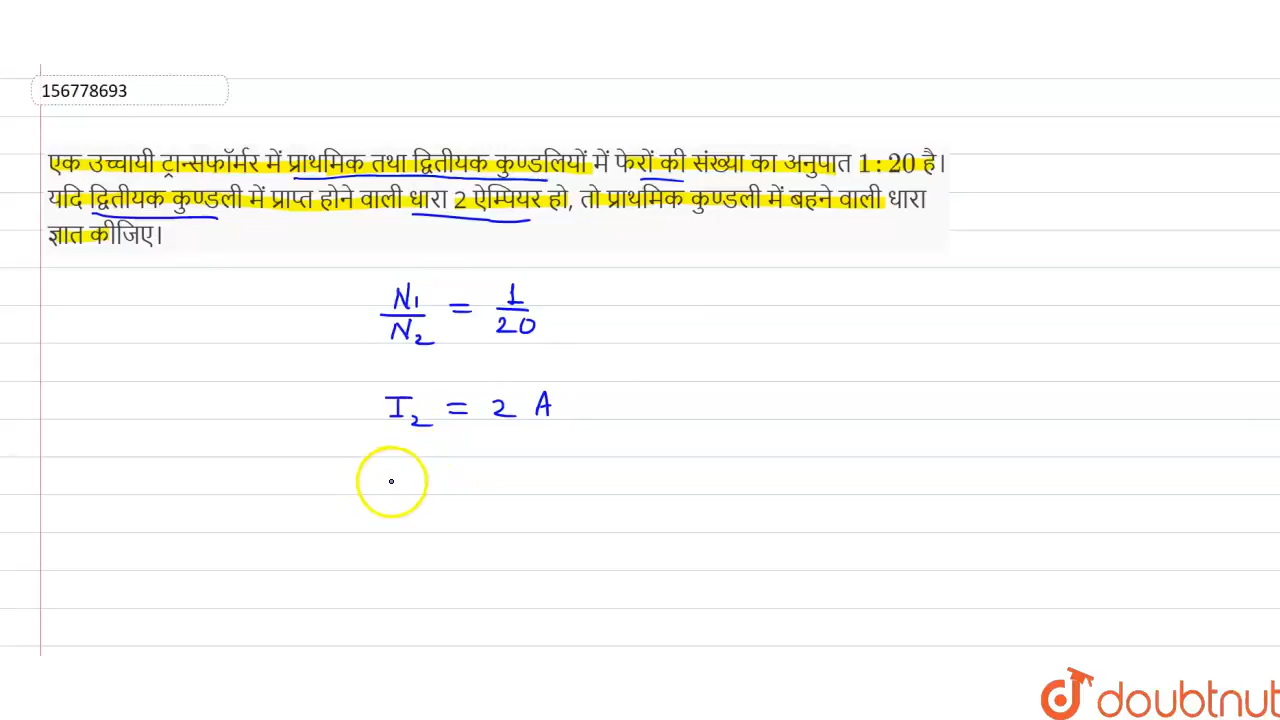 156778693
एक उच्चायी ट्रान्सफॉर्मर में प्राथमिक तथा द्वितीयक कुण्डलियों में फेरों की संख्या का अनुपात 1 : 20 है।
यदि द्वितीयक कुण्डली में प्राप्त होने वाली धारा 2 ऐम्पियर हो, तो प्राथमिक कुण्डली में बहने वाली धारा
ज्ञात कीजिए।
N1/N2 = 1/20
I2 = 2 A
doubtnut